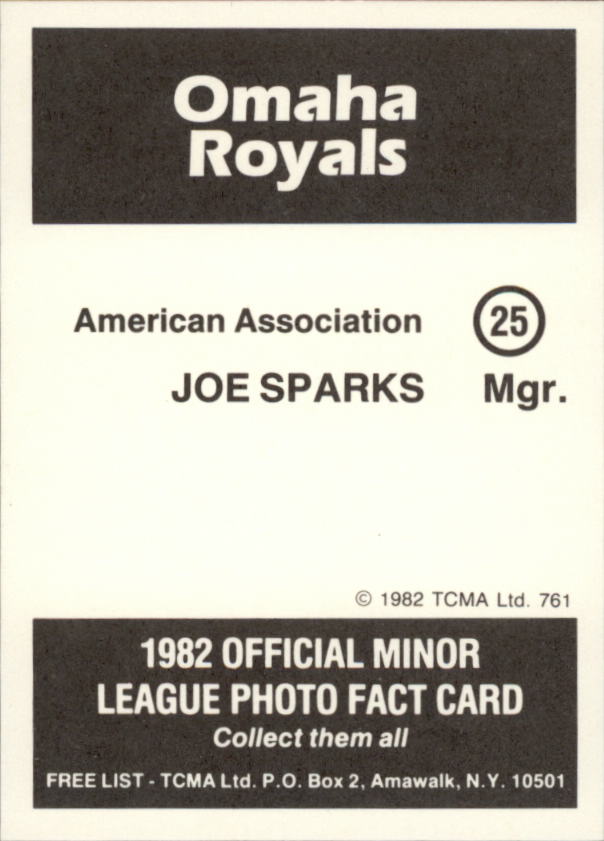 Omaha
Royals
American Association 25
JOE SPARKS Mgr.
© 1982 TCMA Ltd. 761
1982 OFFICIAL MINOR
LEAGUE PHOTO FACT CARD
Collect them all
FREE LIST - TCMA Ltd. P.O. Box 2, Amawalk, N.Y. 10501